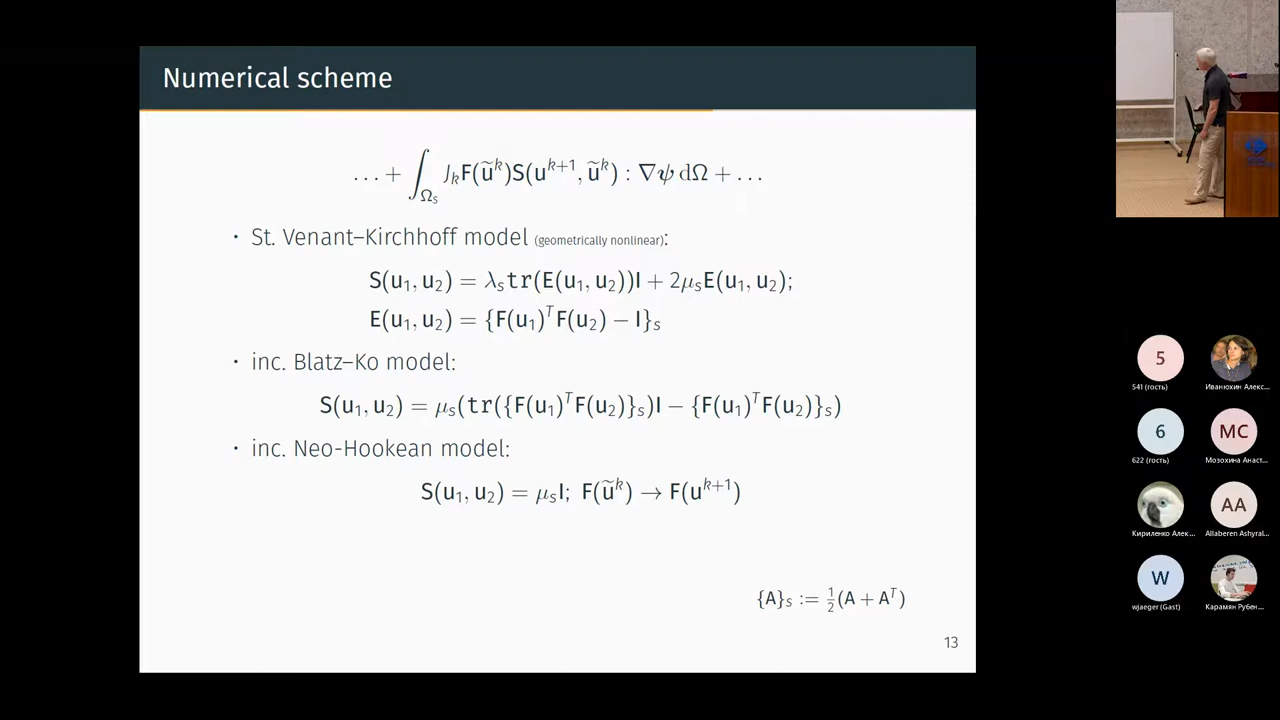 Numerical scheme
… + ∫_{Ω_s} J_k F(ũ^k)S(u^{k+1}, ũ^k) : ∇ψ dΩ + …
· St. Venant–Kirchhoff model (geometrically nonlinear):
S(u₁, u₂) = λ_s tr(E(u₁, u₂))I + 2μ_s E(u₁, u₂);
E(u₁, u₂) = {F(u₁)^T F(u₂) − I}_s
· inc. Blatz–Ko model:
S(u₁, u₂) = μ_s(tr({F(u₁)^T F(u₂)}_s)I − {F(u₁)^T F(u₂)}_s)
· inc. Neo-Hookean model:
S(u₁, u₂) = μ_s I; F(ũ^k) → F(u^{k+1})
{A}_s := ½(A + A^T)
13
5
541 (гость)
Иванюхин Алекс...
6
622 (гость)
МС
Мозохина Анаст...
Кириленко Алек...
AA
Allaberen Ashyral...
W
wjaeger (Gast)
Карамян Рубен...